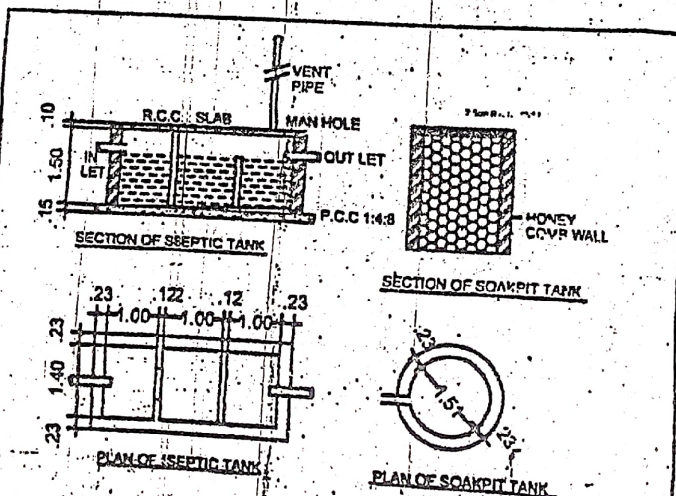 VENT
PIPE
R.C.C. SLAB
MAN HOLE
.10
1.50
.15
IN
LET
OUT LET
P.C.C 1:4:8
SECTION OF SSEPTIC TANK
HONEY
COMB WALL
SECTION OF SOAKPIT TANK
.23
1.00
.122
1.00
.12
1.00
.23
.23
1.40
.23
PLAN OF SEPTIC TANK
.23
1.51
.23
PLAN OF SOAKPIT TANK